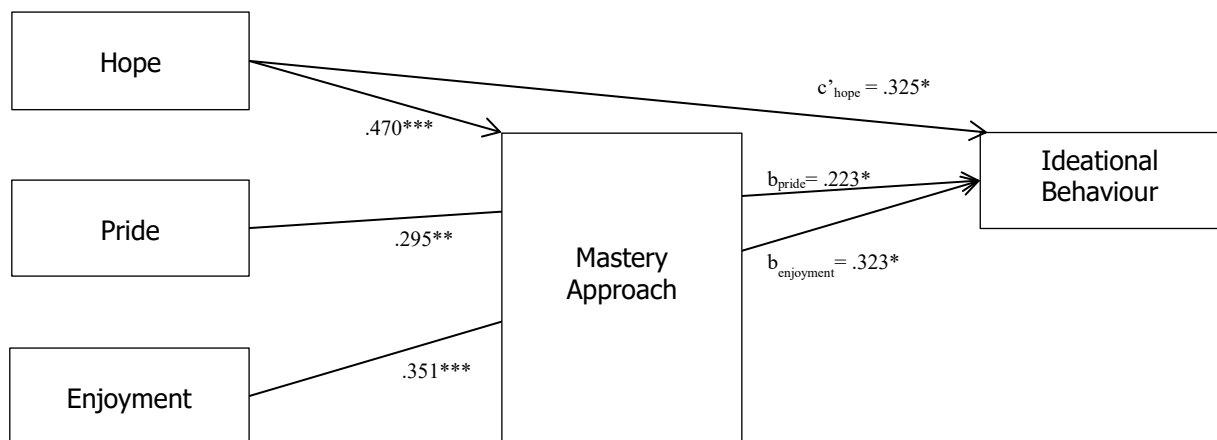 Hope
c’hope = .325*
.470***
Ideational
Behaviour
Pride
bpride= .223*
.295**
Mastery
Approach
benjoyment= .323*
.351***
Enjoyment